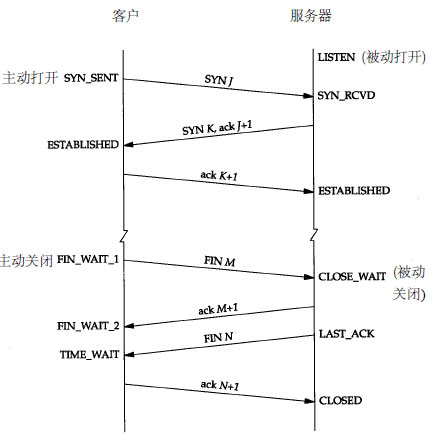 客户 服务器
LISTEN (被动打开)
主动打开 SYN_SENT
SYN J
SYN_RCVD
SYN K, ack J+1
ESTABLISHED
ack K+1
ESTABLISHED
主动关闭 FIN_WAIT_1
FIN M
CLOSE_WAIT (被动
关闭)
ack M+1
FIN_WAIT_2
FIN N
LAST_ACK
TIME_WAIT
ack N+1
CLOSED